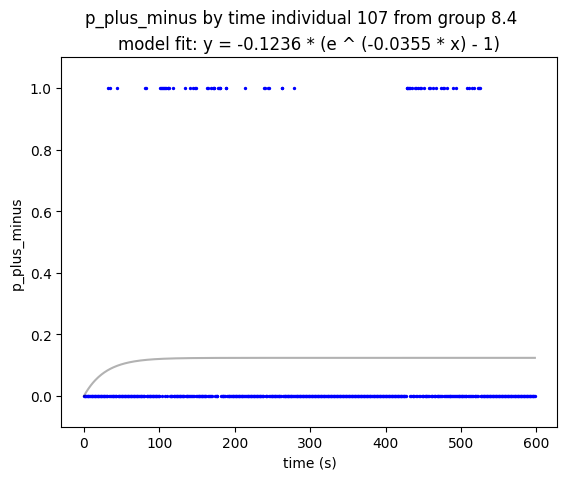 p_plus_minus by time individual 107 from group 8.4
model fit: y = -0.1236 * (e ^ (-0.0355 * x) - 1)
1.0
0.8
0.6
0.4
0.2
0.0
p_plus_minus
0 100 200 300 400 500 600
time (s)